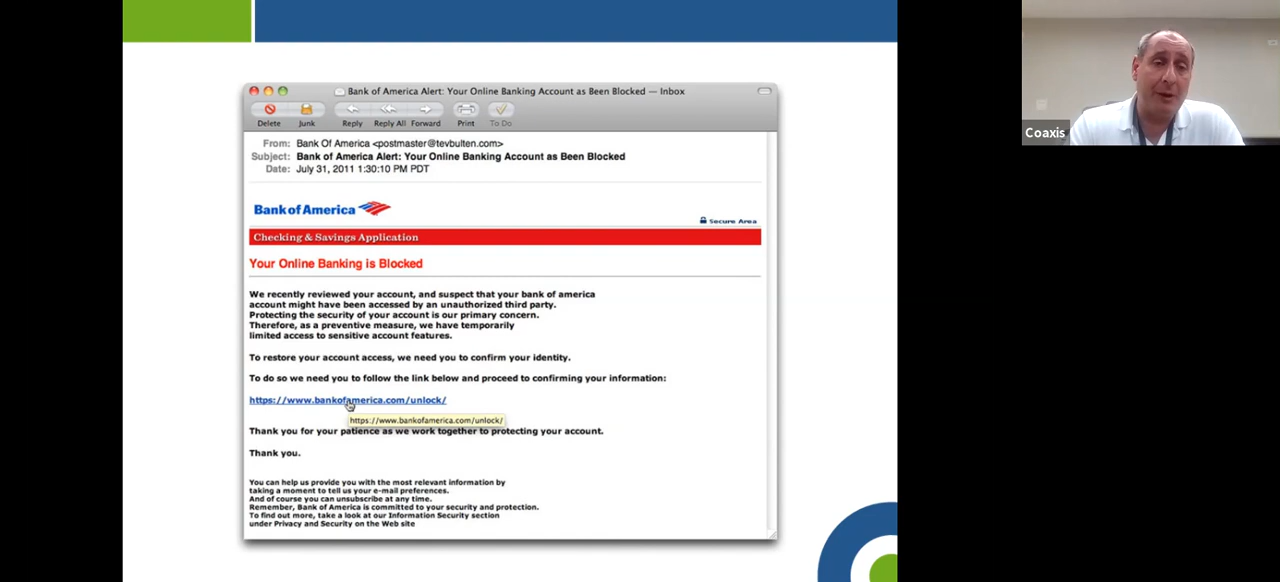 Bank of America Alert: Your Online Banking Account as Been Blocked — Inbox
Delete Junk Reply Reply All Forward Print To Do
From: Bank Of America <postmaster@tevbulten.com>
Subject: Bank of America Alert: Your Online Banking Account as Been Blocked
Date: July 31, 2011 1:30:10 PM PDT
Bank of America
Secure Area
Checking & Savings Application
Your Online Banking is Blocked
We recently reviewed your account, and suspect that your bank of america
account might have been accessed by an unauthorized third party.
Protecting the security of your account is our primary concern.
Therefore, as a preventive measure, we have temporarily
limited access to sensitive account features.
To restore your account access, we need you to confirm your identity.
To do so we need you to follow the link below and proceed to confirming your information:
https://www.bankofamerica.com/unlock/
https://www.bankofamerica.com/unlock/
Thank you for your patience as we work together to protecting your account.
Thank you.
You can help us provide you with the most relevant information by
taking a moment to tell us your e-mail preferences.
And of course you can unsubscribe at any time.
Remember, Bank of America is committed to your security and protection.
To find out more, take a look at our Information Security section
under Privacy and Security on the Web site
Coaxis